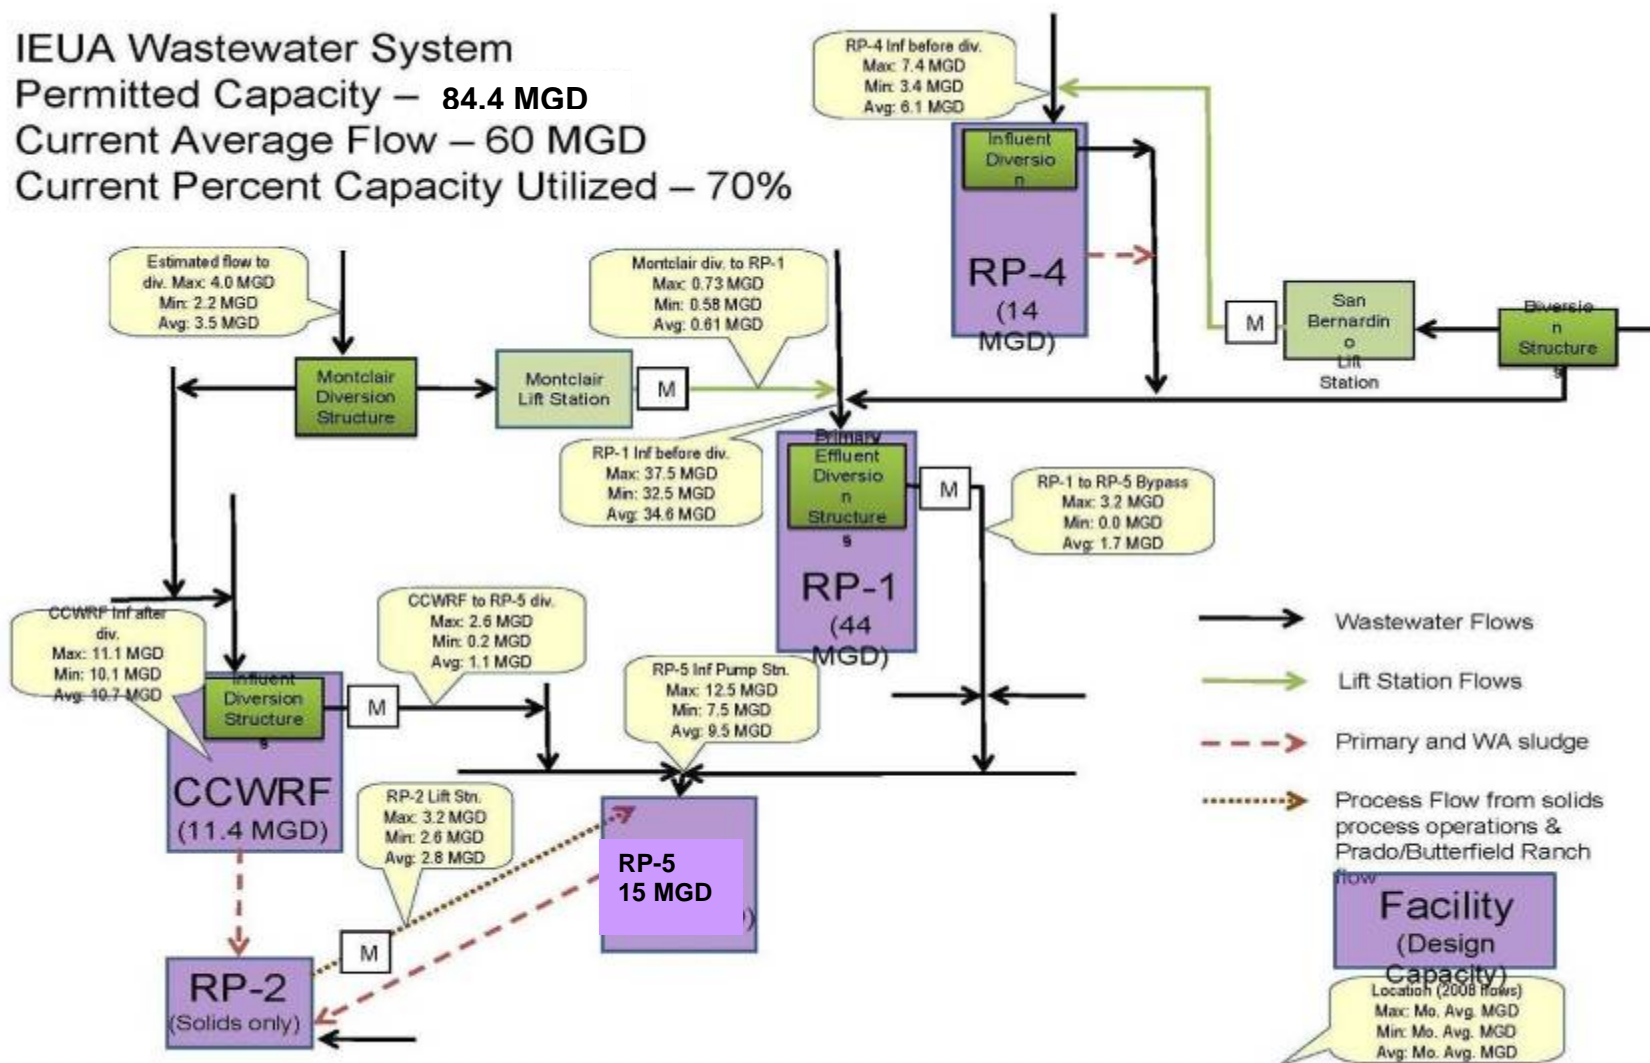 IEUA Wastewater System
Permitted Capacity – 84.4 MGD
Current Average Flow – 60 MGD
Current Percent Capacity Utilized – 70%
RP-4 Inf before div.
Max: 7.4 MGD
Min: 3.4 MGD
Avg: 6.1 MGD
Influent
Diversio
n
RP-4
(14
MGD)
Estimated flow to
div. Max: 4.0 MGD
Min: 2.2 MGD
Avg: 3.5 MGD
Montclair div. to RP-1
Max: 0.73 MGD
Min: 0.58 MGD
Avg: 0.61 MGD
M
San
Bernardin
o
Lift
Station
Diversio
n
Structure
s
Montclair
Diversion
Structure
Montclair
Lift Station
M
RP-1 Inf before div.
Max: 37.5 MGD
Min: 32.5 MGD
Avg: 34.6 MGD
Primary
Effluent
Diversio
n
Structure
s
M
RP-1
(44
MGD)
RP-1 to RP-5 Bypass
Max: 3.2 MGD
Min: 0.0 MGD
Avg: 1.7 MGD
CCWRF Inf after
div.
Max: 11.1 MGD
Min: 10.1 MGD
Avg: 10.7 MGD
CCWRF to RP-5 div.
Max: 2.6 MGD
Min: 0.2 MGD
Avg: 1.1 MGD
RP-5 Inf Pump Stn.
Max: 12.5 MGD
Min: 7.5 MGD
Avg: 9.5 MGD
Influent
Diversion
Structure
s
M
CCWRF
(11.4 MGD)
RP-2 Lift Stn.
Max: 3.2 MGD
Min: 2.6 MGD
Avg: 2.8 MGD
RP-5
15 MGD
)
M
RP-2
(Solids only)
Wastewater Flows
Lift Station Flows
Primary and WA sludge
Process Flow from solids
process operations &
Prado/Butterfield Ranch
flow
Facility
(Design
Capacity)
Location (2008 flows)
Max: Mo. Avg. MGD
Min: Mo. Avg. MGD
Avg: Mo. Avg. MGD